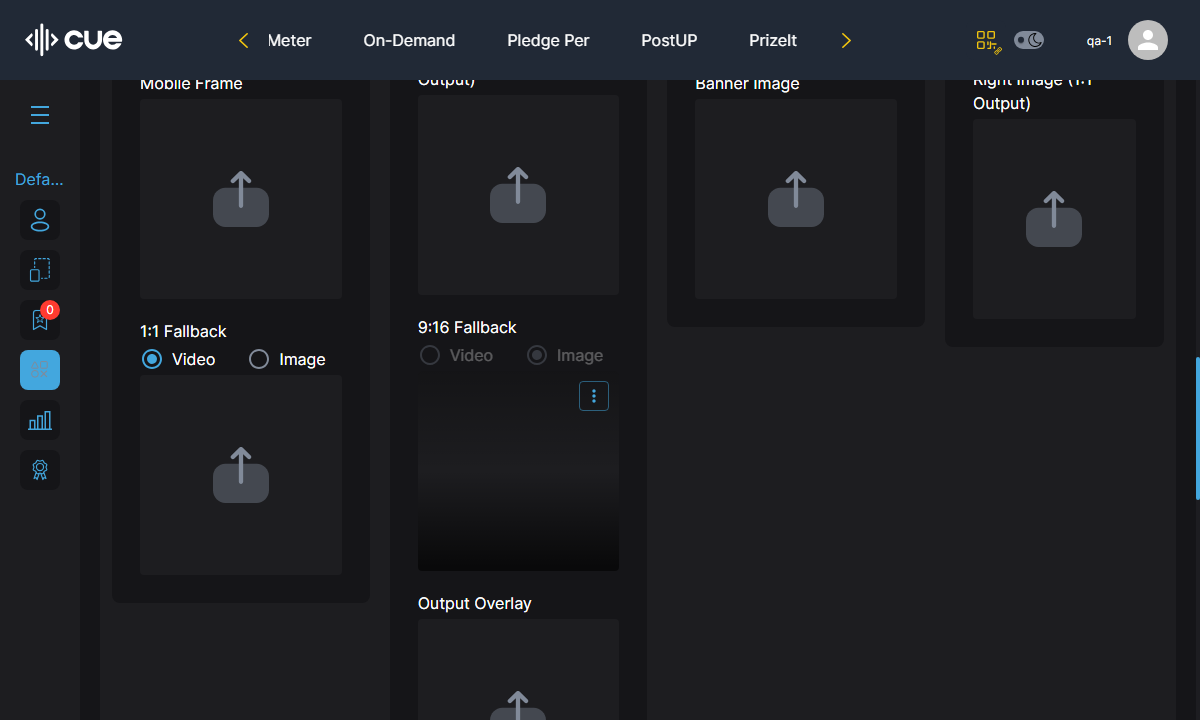 cue
Meter
On-Demand
Pledge Per
PostUP
PrizeIt
qa-1
Defa...
0
Mobile Frame
1:1 Fallback
Video
Image
Output)
9:16 Fallback
Video
Image
Output Overlay
Banner Image
Right Image (1:1
Output)